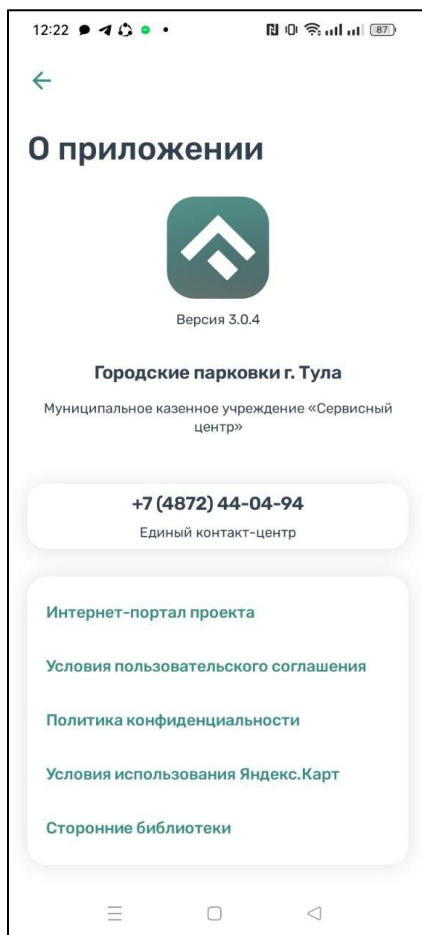 12:22
87
О приложении
Версия 3.0.4
Городские парковки г. Тула
Муниципальное казенное учреждение «Сервисный
центр»
+7 (4872) 44-04-94
Единый контакт-центр
Интернет-портал проекта
Условия пользовательского соглашения
Политика конфиденциальности
Условия использования Яндекс.Карт
Сторонние библиотеки